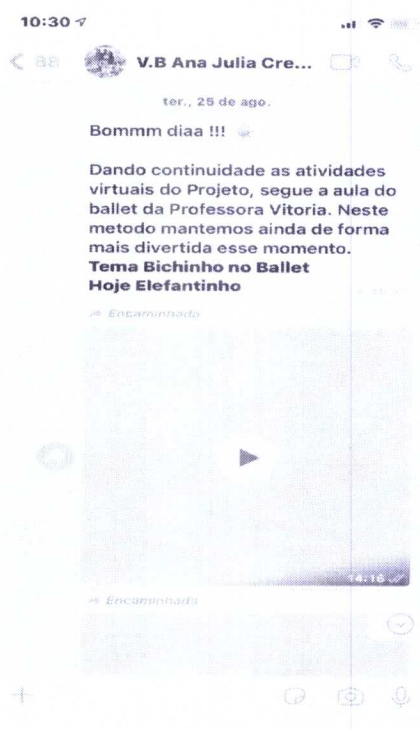 10:30
88 V.B Ana Julia Cre...
ter., 25 de ago.
Bommm diaa !!!
Dando continuidade as atividades
virtuais do Projeto, segue a aula do
ballet da Professora Vitoria. Neste
metodo mantemos ainda de forma
mais divertida esse momento.
Tema Bichinho no Ballet
Hoje Elefantinho
Encaminhada
14:16
Encaminhada